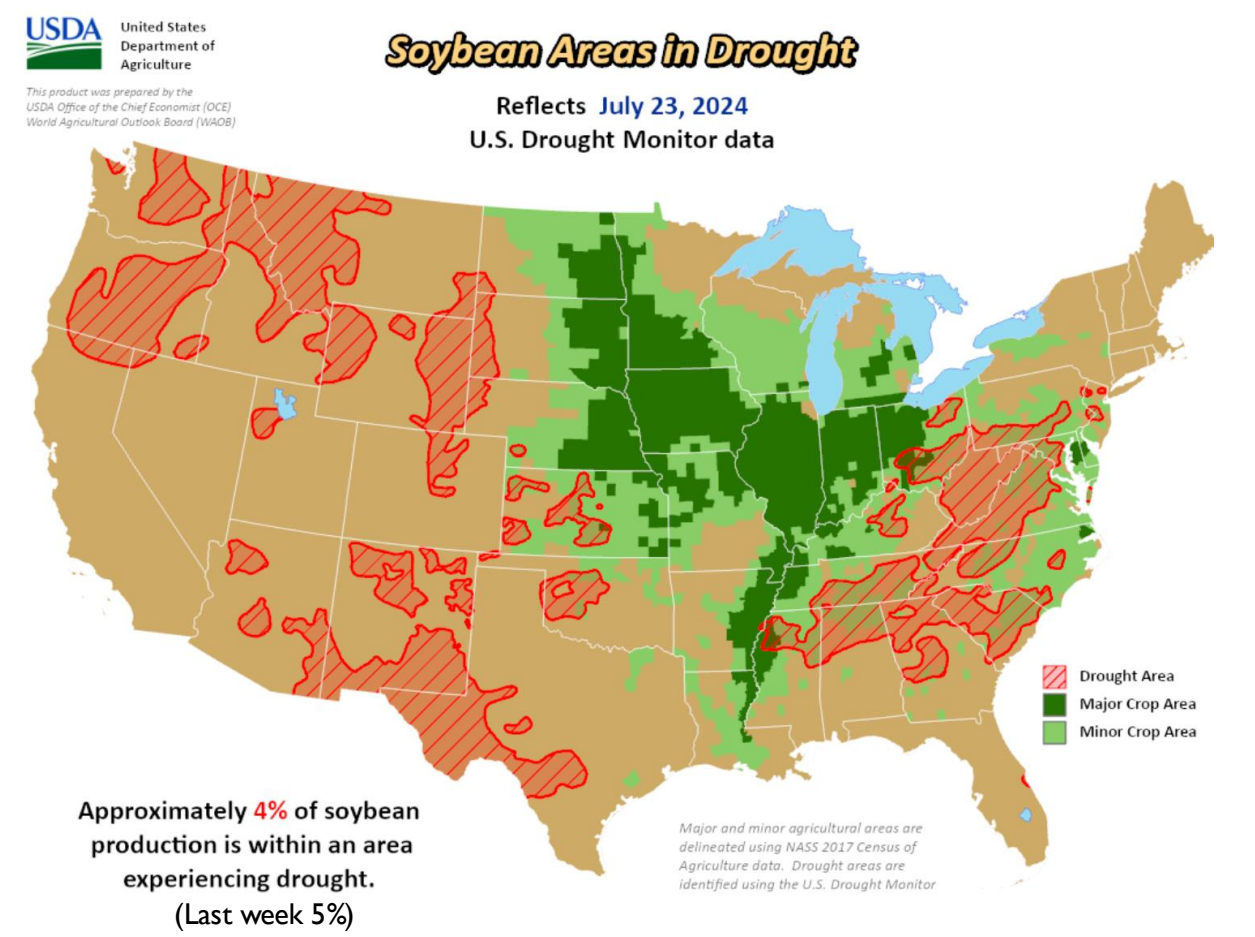 USDA
United States
Department of
Agriculture
This product was prepared by the
USDA Office of the Chief Economist (OCE)
World Agricultural Outlook Board (WAOB)
Soybean Areas in Drought
Reflects July 23, 2024
U.S. Drought Monitor data
Drought Area
Major Crop Area
Minor Crop Area
Approximately 4% of soybean
production is within an area
experiencing drought.
(Last week 5%)
Major and minor agricultural areas are
delineated using NASS 2017 Census of
Agriculture data. Drought areas are
identified using the U.S. Drought Monitor